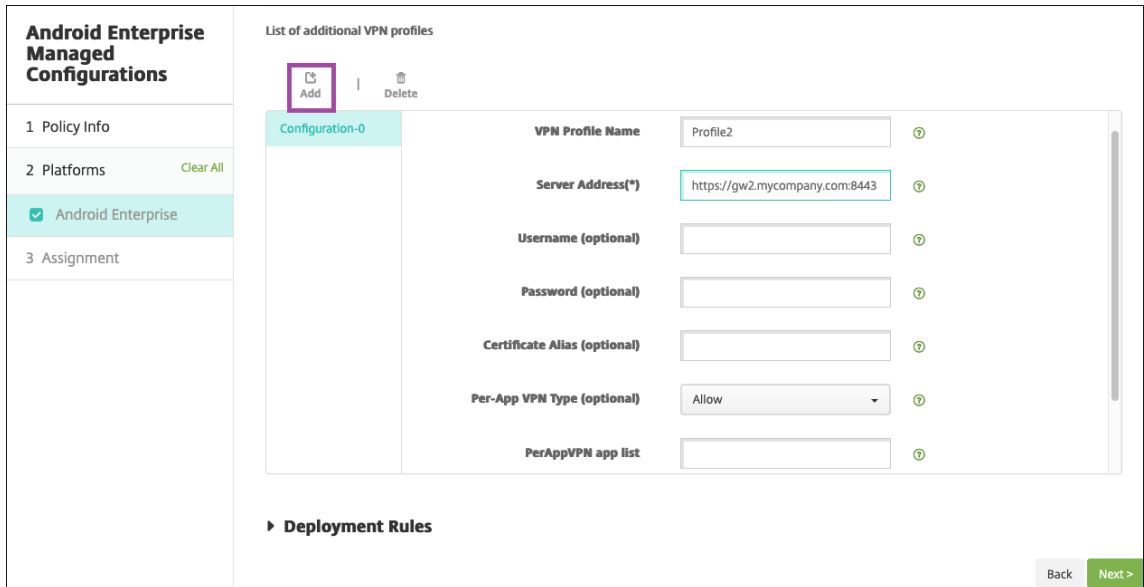 Android Enterprise
Managed
Configurations
1 Policy Info
2 Platforms
Clear All
Android Enterprise
3 Assignment
List of additional VPN profiles
Add
|
Delete
Configuration-0
VPN Profile Name
Profile2
Server Address(*)
https://gw2.mycompany.com:8443
Username (optional)
Password (optional)
Certificate Alias (optional)
Per-App VPN Type (optional)
Allow
PerAppVPN app list
Deployment Rules
Back
Next >